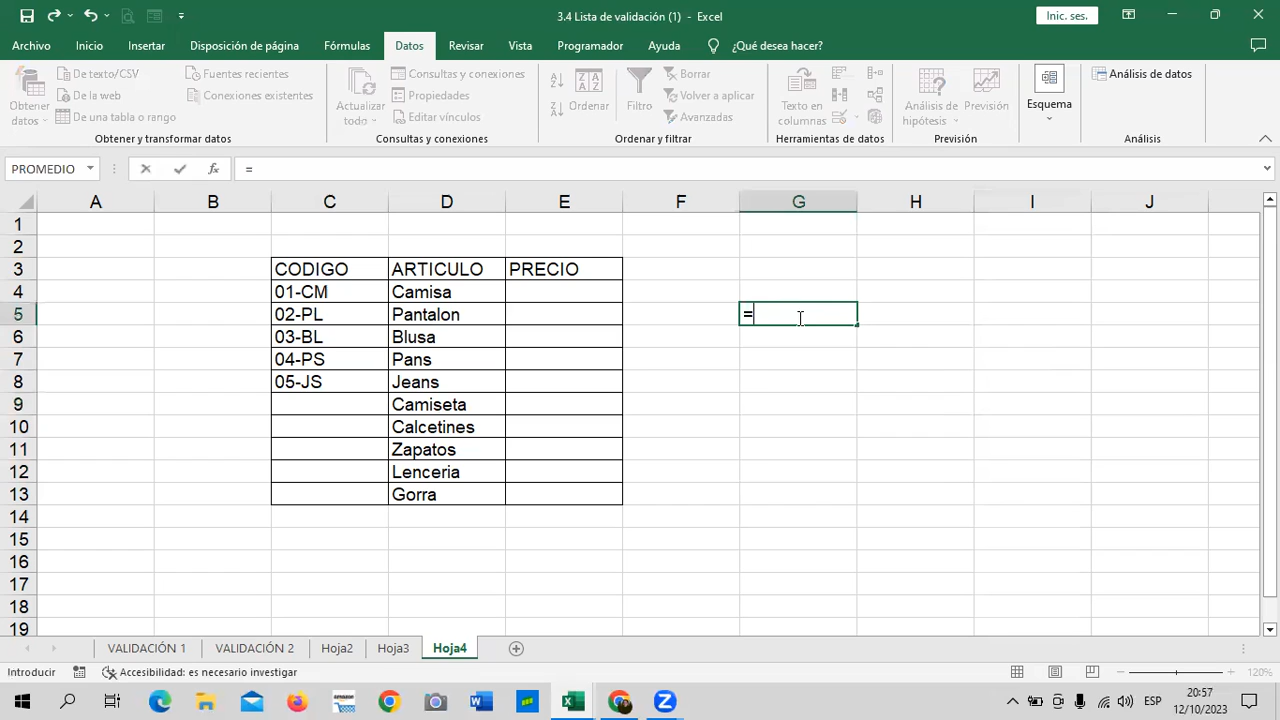 3.4 Lista de validación (1) - Excel
Inic. ses.
Archivo Inicio Insertar Disposición de página Fórmulas Datos Revisar Vista Programador Ayuda ¿Qué desea hacer?
Obtener datos
De texto/CSV
De la web
De una tabla o rango
Fuentes recientes
Conexiones existentes
Obtener y transformar datos
Actualizar todo
Consultas y conexiones
Propiedades
Editar vínculos
Consultas y conexiones
Ordenar
Filtro
Borrar
Volver a aplicar
Avanzadas
Ordenar y filtrar
Texto en columnas
Herramientas de datos
Análisis de hipótesis
Previsión
Previsión
Esquema
Análisis de datos
Análisis
PROMEDIO fx =
A B C D E F G H I J
1
2
3 CODIGO ARTICULO PRECIO
4 01-CM Camisa
5 02-PL Pantalon =
6 03-BL Blusa
7 04-PS Pans
8 05-JS Jeans
9 Camiseta
10 Calcetines
11 Zapatos
12 Lenceria
13 Gorra
14
15
16
17
18
19
VALIDACIÓN 1 VALIDACIÓN 2 Hoja2 Hoja3 Hoja4
Introducir Accesibilidad: es necesario investigar 120%
ESP 20:57
12/10/2023